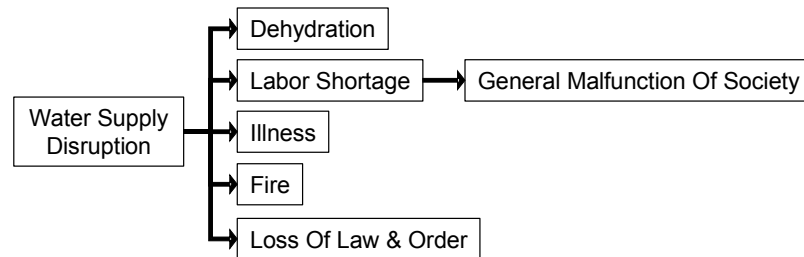 Dehydration
Labor Shortage
General Malfunction Of Society
Water Supply
Disruption
Illness
Fire
Loss Of Law & Order